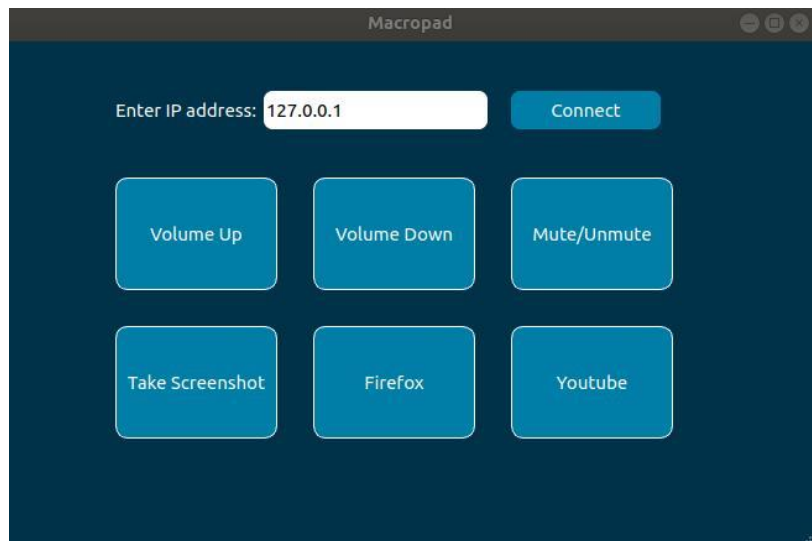 Macropad
Enter IP address: 127.0.0.1 Connect
Volume Up Volume Down Mute/Unmute
Take Screenshot Firefox Youtube